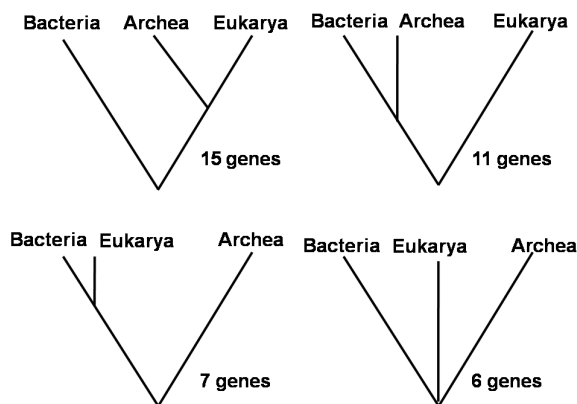 Bacteria Archea Eukarya
15 genes
Bacteria Archea Eukarya
11 genes
Bacteria Eukarya Archea
7 genes
Bacteria Eukarya Archea
6 genes